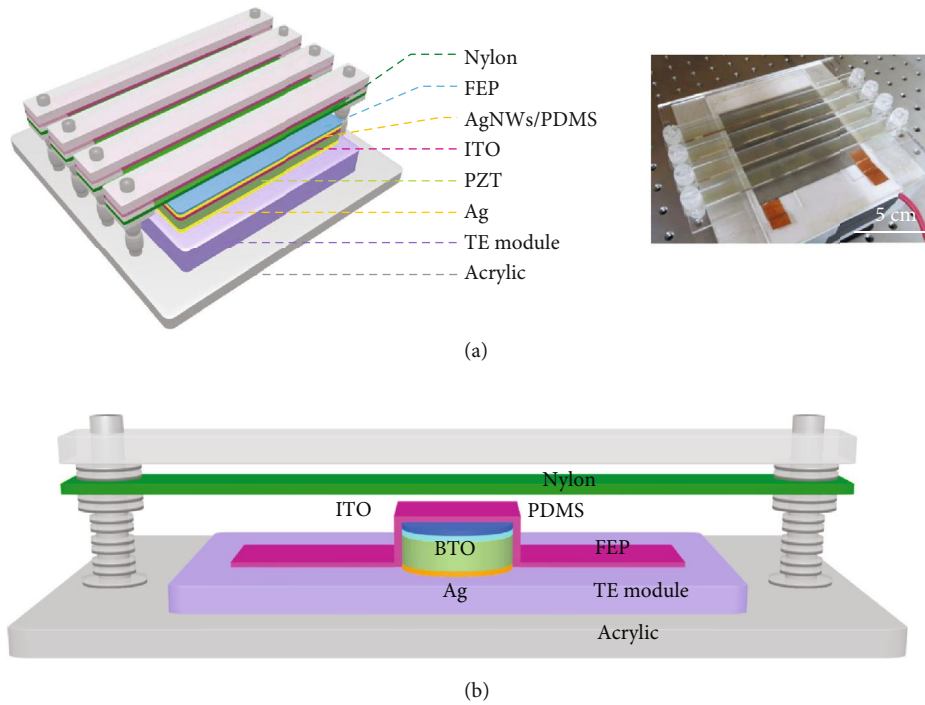 Nylon
FEP
AgNWs/PDMS
ITO
PZT
Ag
TE module
Acrylic
5 cm
(a)
Nylon
ITO
PDMS
BTO
FEP
Ag
TE module
Acrylic
(b)